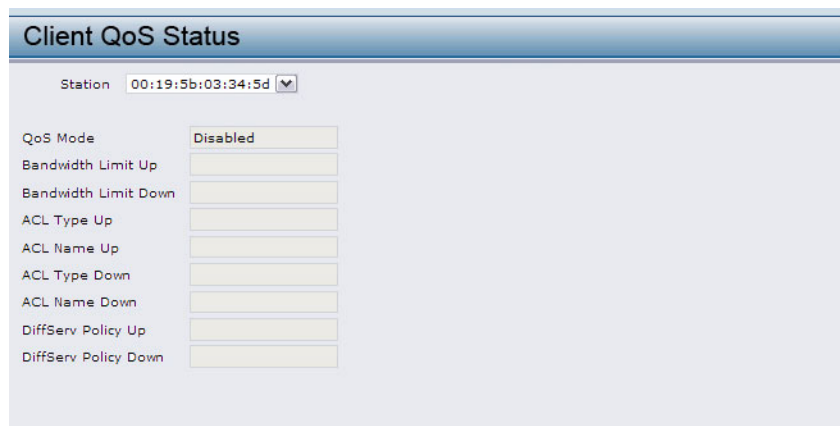 Client QoS Status
Station 00:19:5b:03:34:5d
QoS Mode Disabled
Bandwidth Limit Up
Bandwidth Limit Down
ACL Type Up
ACL Name Up
ACL Type Down
ACL Name Down
DiffServ Policy Up
DiffServ Policy Down